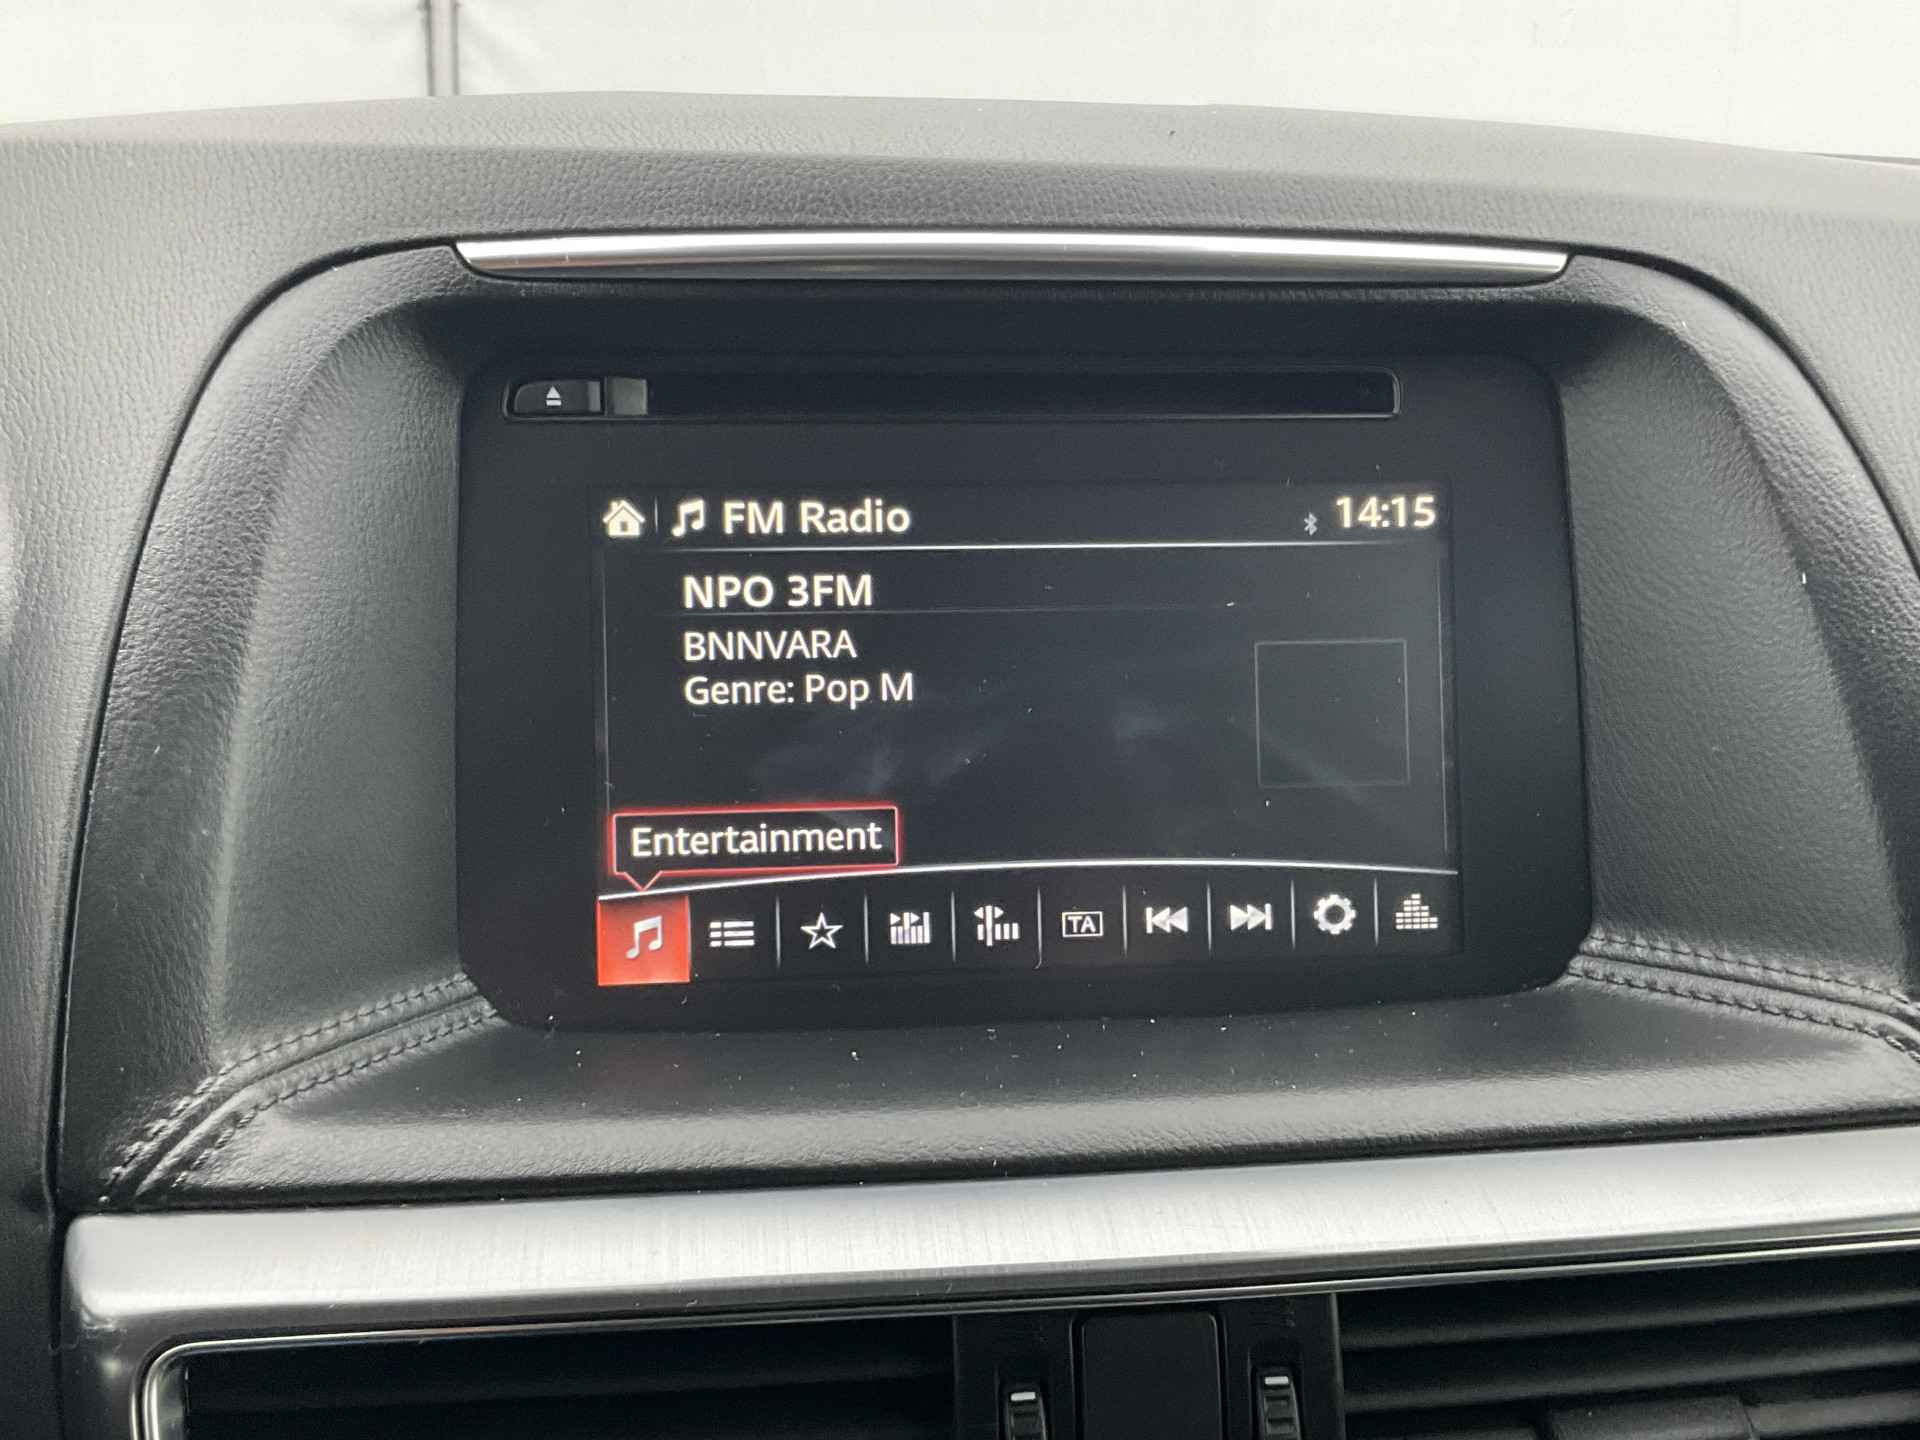 FM Radio 14:15
NPO 3FM
BNNVARA
Genre: Pop M
Entertainment
TA